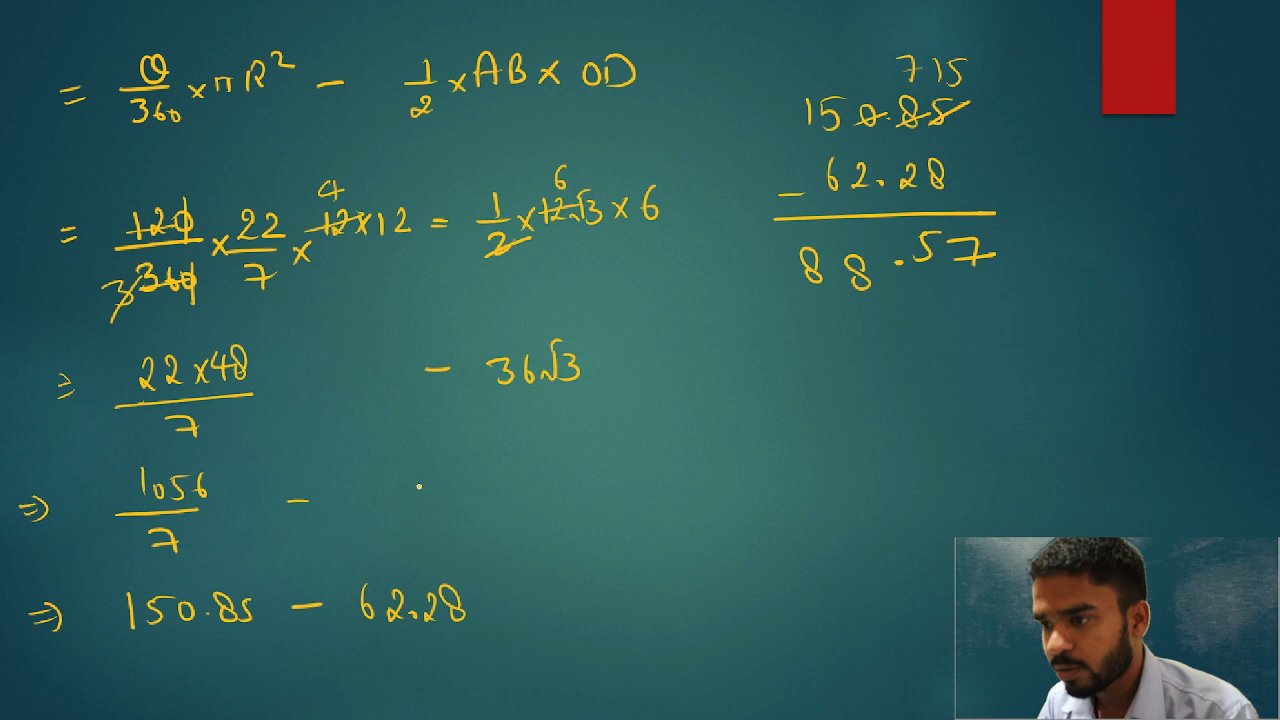 = θ/360 × π R² - 1/2 × AB × OD
= 120/360 × 22/7 × 12 × 12 = 1/2 × 12√3 × 6
3
4
6
⇒ 22 × 48/7 - 36√3
⇒ 1056/7 -
⇒ 150.85 - 62.28
7 15
150.85
- 62.28
88.57